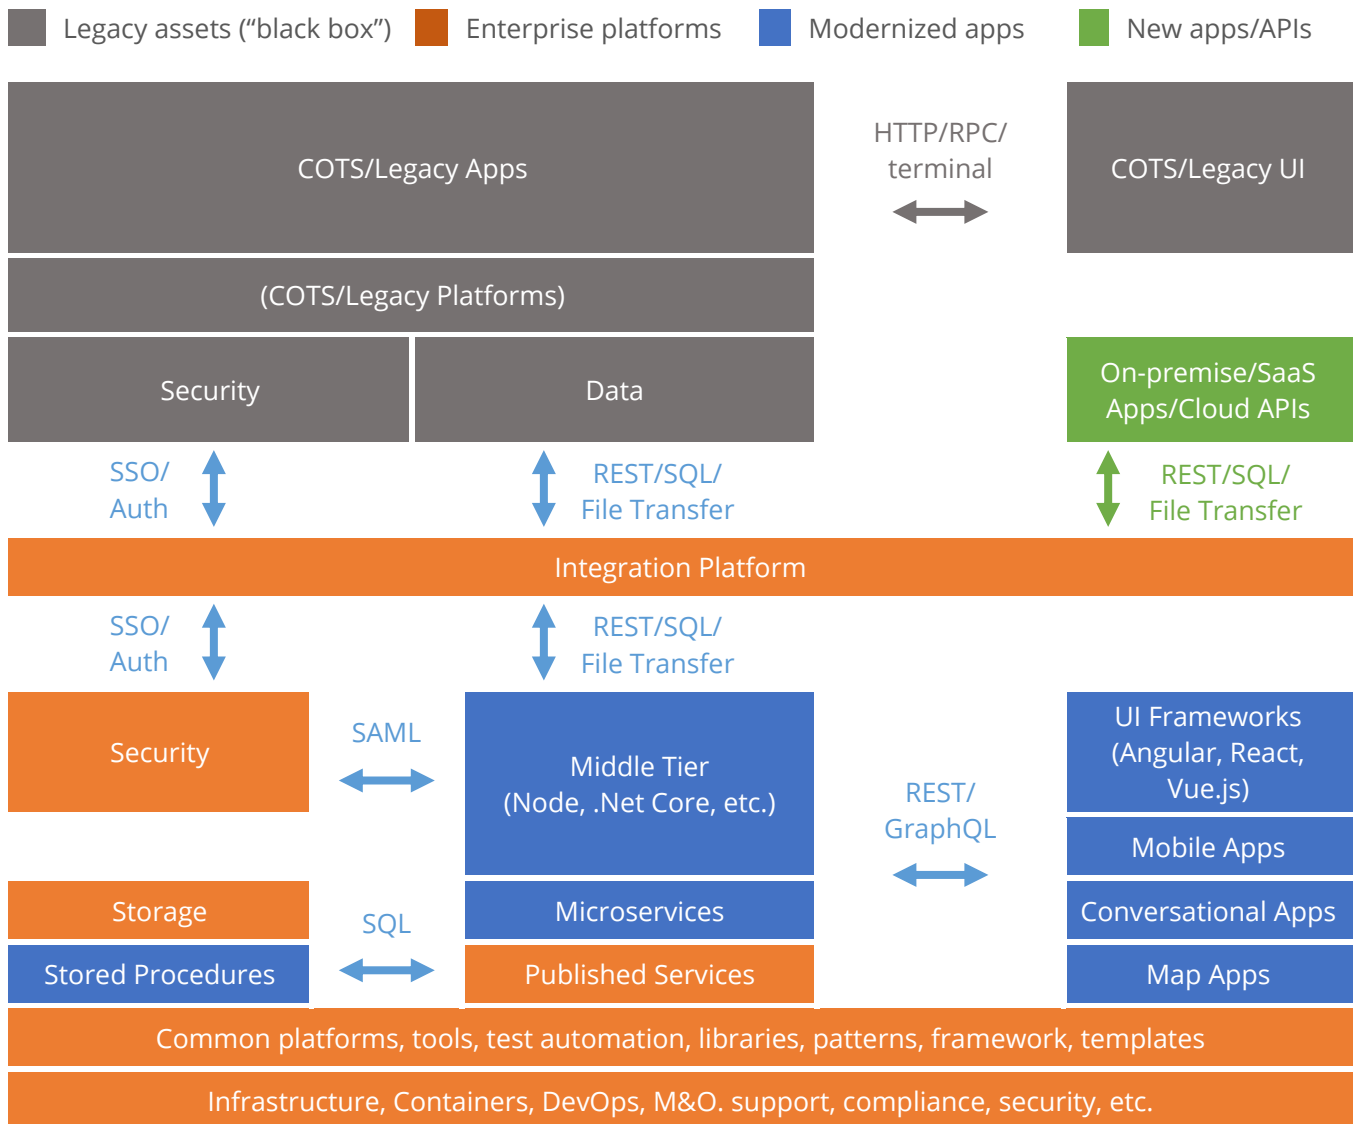 Legacy assets (“black box”)
Enterprise platforms
Modernized apps
New apps/APIs
COTS/Legacy Apps
HTTP/RPC/
terminal
COTS/Legacy UI
(COTS/Legacy Platforms)
Security
Data
On-premise/SaaS
Apps/Cloud APIs
SSO/
Auth
REST/SQL/
File Transfer
REST/SQL/
File Transfer
Integration Platform
SSO/
Auth
REST/SQL/
File Transfer
Security
SAML
Middle Tier
(Node, .Net Core, etc.)
REST/
GraphQL
UI Frameworks
(Angular, React,
Vue.js)
Mobile Apps
Storage
SQL
Microservices
Conversational Apps
Stored Procedures
Published Services
Map Apps
Common platforms, tools, test automation, libraries, patterns, framework, templates
Infrastructure, Containers, DevOps, M&O. support, compliance, security, etc.